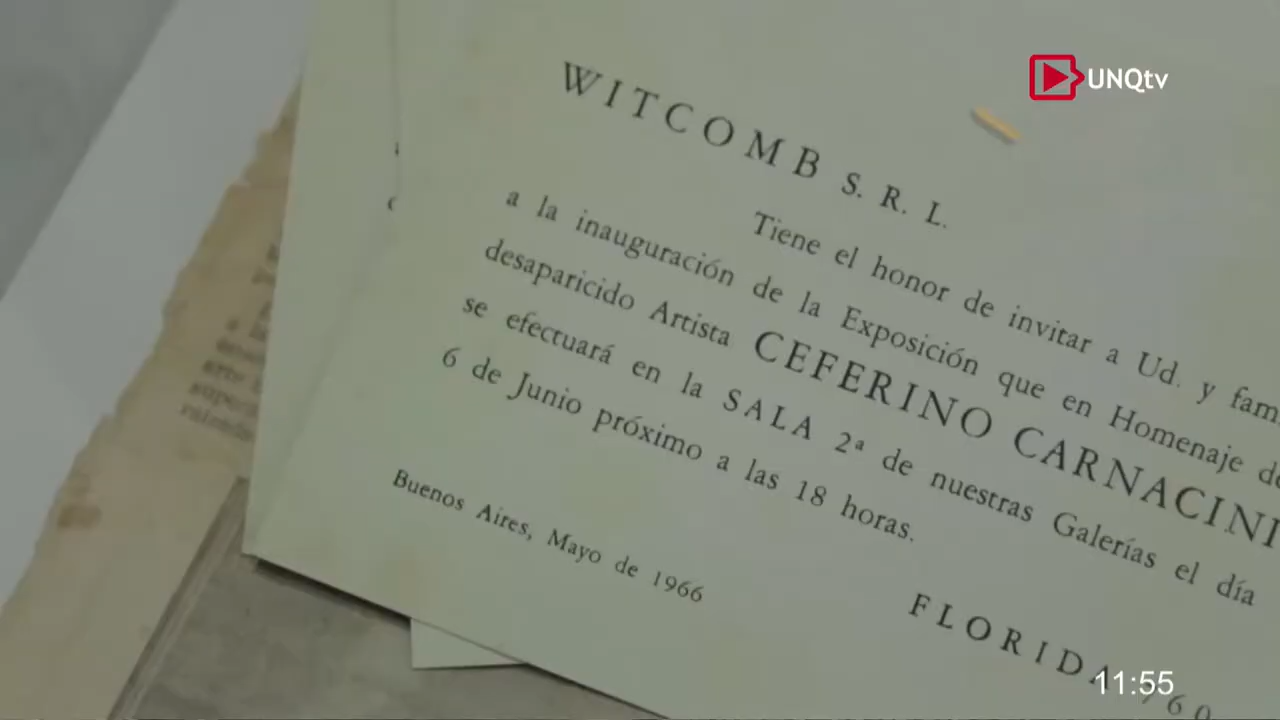 UNQtv
WITCOMB S. R. L.
Tiene el honor de invitar a Ud. y fam.
a la inauguración de la Exposición que en Homenaje de
desaparicido Artista CEFERINO CARNACINI
se efectuará en la SALA 2ª de nuestras Galerías el día
6 de Junio próximo a las 18 horas.
Buenos Aires, Mayo de 1966
FLORIDA 760
11:55